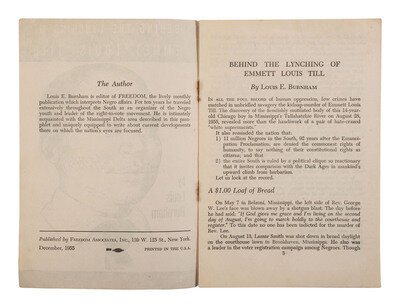 The Author
Louis E. Burnham is editor of FREEDOM, the lively monthly
publication which interprets Negro affairs. For ten years he traveled
extensively throughout the South as an organizer of the Negro
youth and leader of the right-to-vote movement. He is intimately
acquainted with the Mississippi Delta area described in this pam-
phlet and uniquely equipped to write about current developments
there on which the nation's eyes are focused.
Published by FREEDOM ASSOCIATES, INC., 139 W. 125 St., New York.
December, 1955
PRINTED IN THE U.S.A.
BEHIND THE LYNCHING OF
EMMETT LOUIS TILL
By LOUIS E. BURNHAM
IN ALL THE FOUL RECORD of human oppression, few crimes have
matched in unbridled savagery the kidnap-murder of Emmett Louis
Till. The discovery of the fiendishly mutilated body of this 14-year-
old Chicago boy in Mississippi's Tallahatchie River on August 28,
1955, revealed more than the handiwork of a pair of hate-crazed
white supremacists.
It also revealed the nation that:
1) 11 million Negroes in the South, 92 years after the Emanci-
pation Proclamation, are denied the commonest rights of
humanity, to say nothing of their constitutional rights as
citizens; and that
2) the entire South is ruled by a political clique so reactionary
that it invites comparison with the Dark Ages in mankind's
upward climb from barbarism.
Let us look at the record.
A $1.00 Loaf of Bread
On May 7 in Belzoni, Mississippi, the left side of Rev. George
W. Lee's face was blown away by a shotgun blast. The day before
he had said: "If God gives me grace and I'm living on the second
day of August, I'm going to march boldly to the courthouse and
register." To this date no one has been indicted for the murder of
Rev. Lee.
On August 13, Lamar Smith was shot down in broad daylight
on the courthouse lawn in Brookhaven, Mississippi. He also was
a leader in the voter registration campaign among Negroes. Though
3